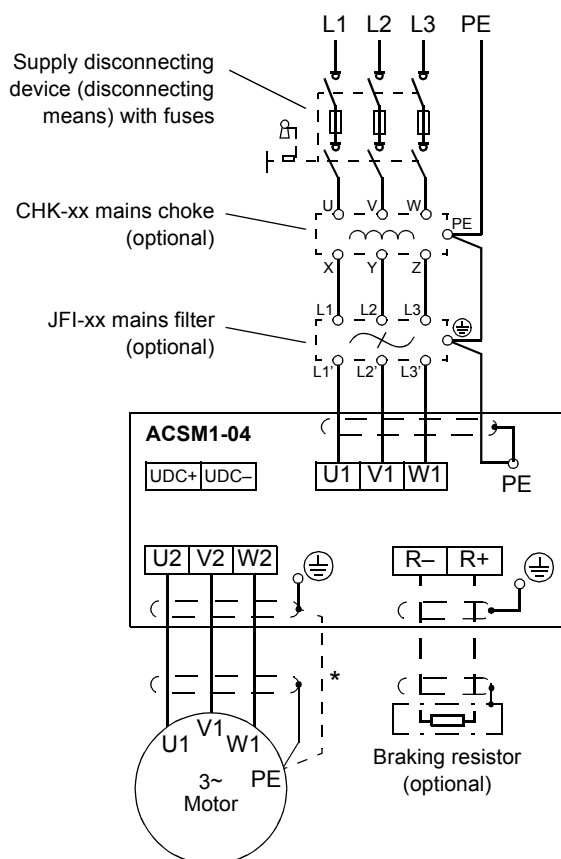 L1 L2 L3 PE
Supply disconnecting
device (disconnecting
means) with fuses
U V W
PE
CHK-xx mains choke
(optional)
X Y Z
L1 L2 L3
JFI-xx mains filter
(optional)
L1' L2' L3'
ACSM1-04
UDC+ UDC–
U1 V1 W1
PE
U2 V2 W2
R– R+
*
U1 V1 W1
PE
3~
Motor
Braking resistor
(optional)